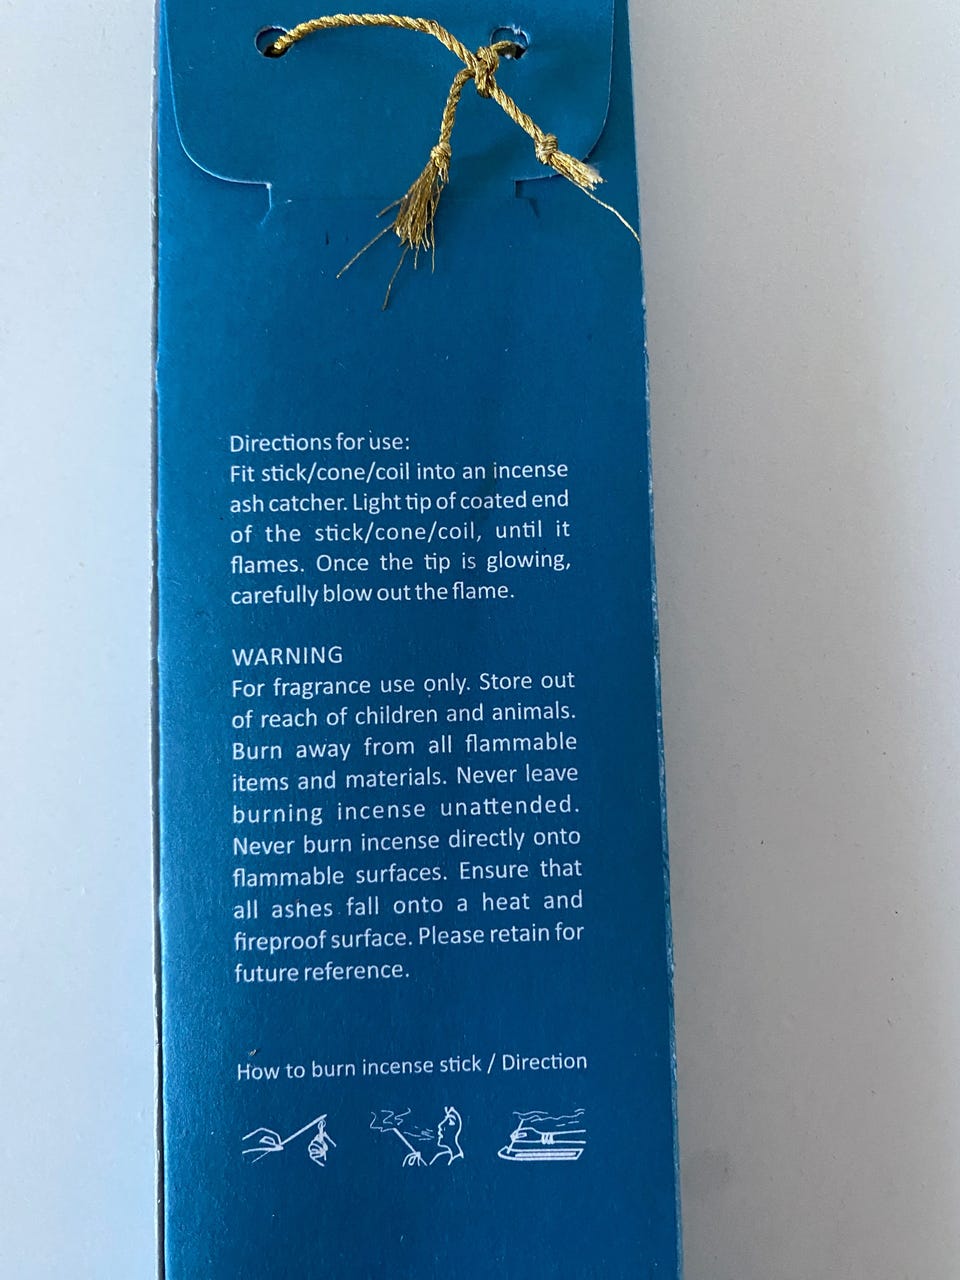 Directions for use:
Fit stick/cone/coil into an incense
ash catcher. Light tip of coated end
of the stick/cone/coil, until it
flames. Once the tip is glowing,
carefully blow out the flame.
WARNING
For fragrance use only. Store out
of reach of children and animals.
Burn away from all flammable
items and materials. Never leave
burning incense unattended.
Never burn incense directly onto
flammable surfaces. Ensure that
all ashes fall onto a heat and
fireproof surface. Please retain for
future reference.
How to burn incense stick / Direction